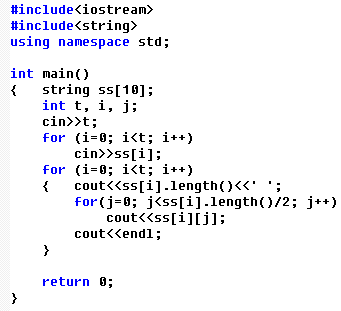 #include<iostream>
#include<string>
using namespace std;

int main()
{   string ss[10];
    int t, i, j;
    cin>>t;
    for (i=0; i<t; i++)
        cin>>ss[i];
    for (i=0; i<t; i++)
    {   cout<<ss[i].length()<<' ';
        for(j=0; j<ss[i].length()/2; j++)
            cout<<ss[i][j];
        cout<<endl;
    }

    return 0;
}